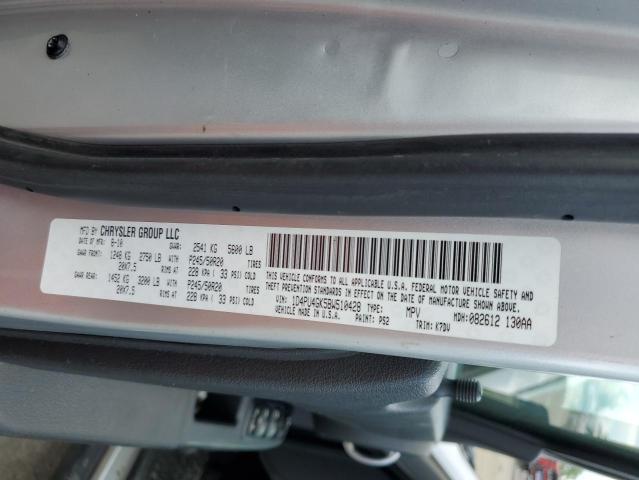 MFD BY CHRYSLER GROUP LLC
DATE OF MFR: 8-10 GVWR: 2541 KG 5600 LB
GAWR FRONT: 1248 KG 2750 LB WITH P245/50R20 TIRES
20X7.5 RIMS AT 228 KPA ( 33 PSI) COLD
GAWR REAR: 1452 KG 3200 LB WITH P245/50R20 TIRES
20X7.5 RIMS AT 228 KPA ( 33 PSI) COLD
THIS VEHICLE CONFORMS TO ALL APPLICABLE U.S.A. FEDERAL MOTOR VEHICLE SAFETY AND
THEFT PREVENTION STANDARDS IN EFFECT ON THE DATE OF MANUFACTURE SHOWN ABOVE.
VIN: 1D4PU4GK5BW510428 TYPE: MPV MDH: 082612 130AA
VEHICLE MADE IN U.S.A. PAINT: PS2 TRIM: K7DV